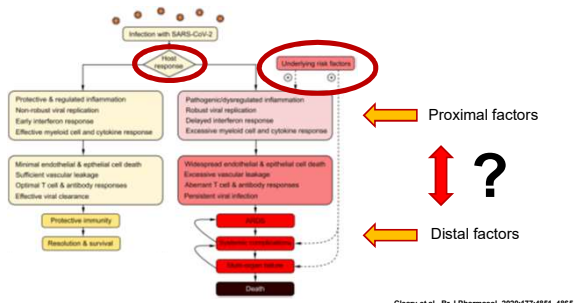 Infection with SARS-CoV-2
Host
response
Underlying risk factors
Protective & regulated inflammation
Non-robust viral replication
Early interferon response
Effective myeloid cell and cytokine response
Pathogenic/dysregulated inflammation
Robust viral replication
Delayed interferon response
Excessive myeloid cell and cytokine response
Proximal factors
Minimal endothelial & epithelial cell death
Sufficient vascular leakage
Optimal T cell & antibody responses
Effective viral clearance
Widespread endothelial & epithelial cell death
Excessive vascular leakage
Aberrant T cell & antibody responses
Persistent viral infection
?
Protective immunity
ARDS
Resolution & survival
Systemic complications
Distal factors
Multi-organ failure
Death